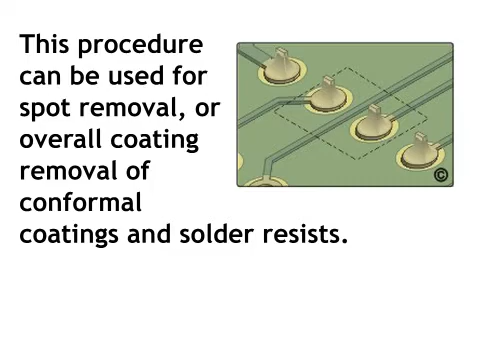 This procedure
can be used for
spot removal, or
overall coating
removal of
conformal
coatings and solder resists.
©